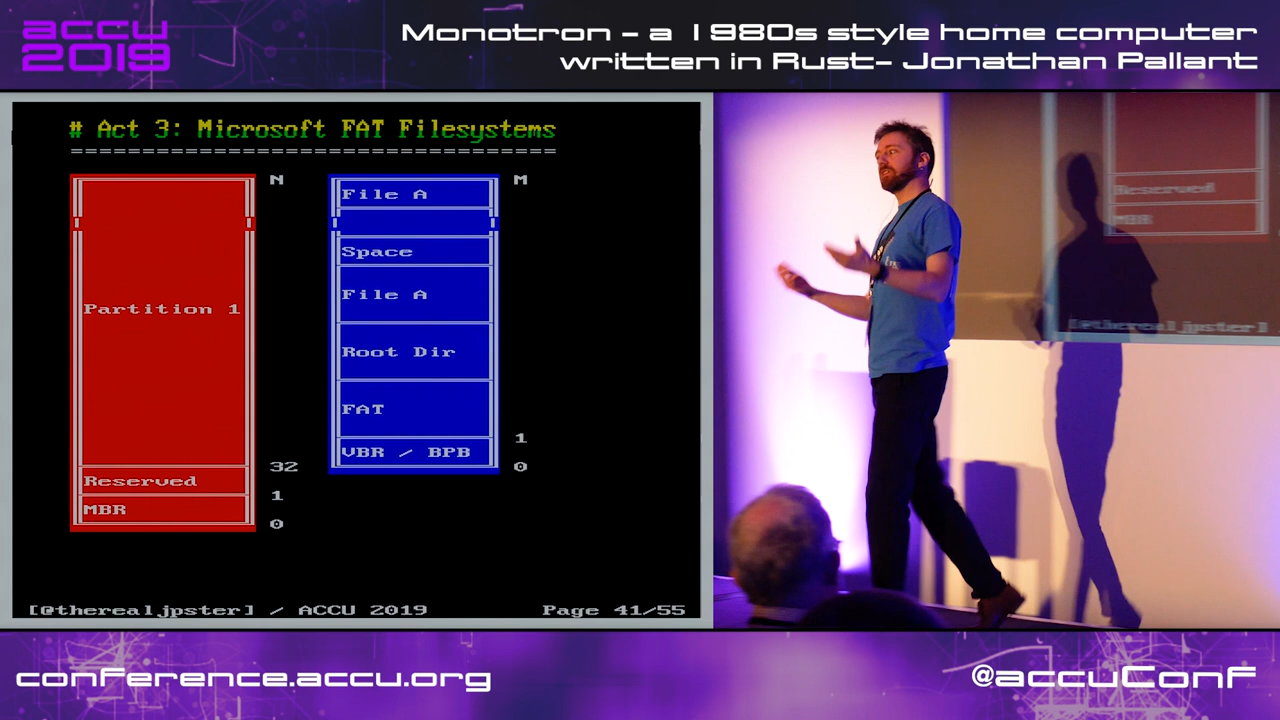 accu
2019
Monotron - a 1980s style home computer
written in Rust- Jonathan Pallant
# Act 3: Microsoft FAT Filesystems
==================================
N
M
File A
Space
File A
Partition 1
Root Dir
FAT
1
VBR / BPB
32
0
Reserved
1
MBR
0
[@therealjpster] / ACCU 2019
Page 41/55
Reserved
MBR
[@therealjpster]
conference.accu.org
@accuConf